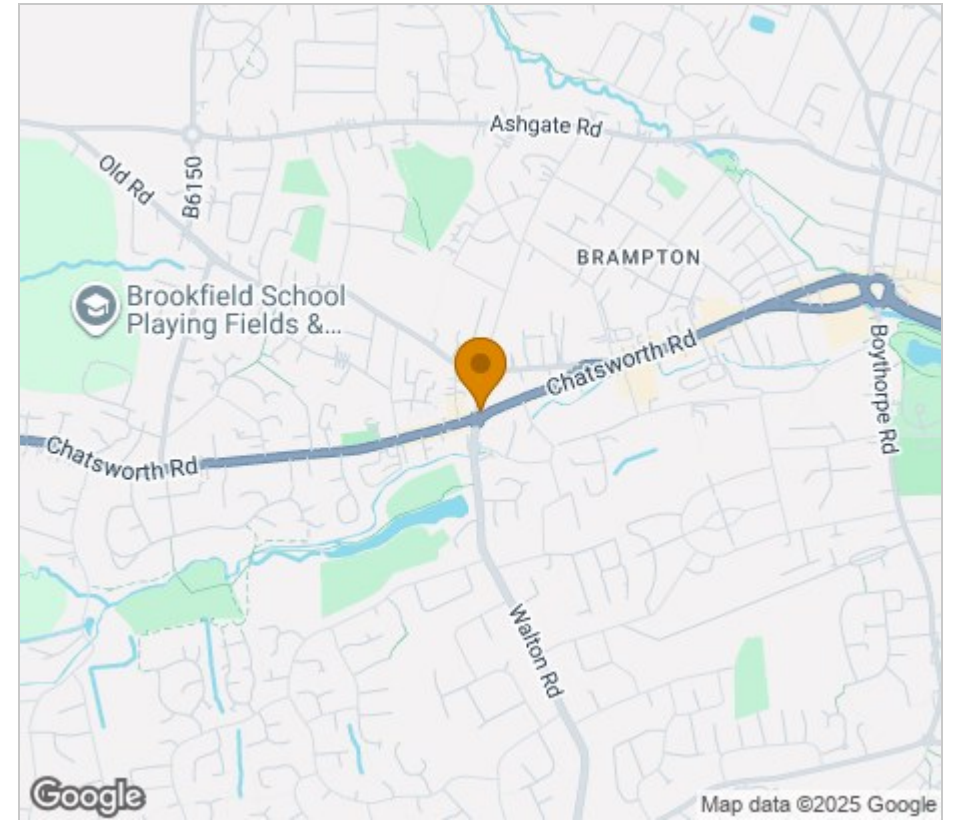 Ashgate Rd
Old Rd
B6150
BRAMPTON
Brookfield School
Playing Fields &...
Chatsworth Rd
Boythorpe Rd
Chatsworth Rd
Walton Rd
Google
Map data ©2025 Google